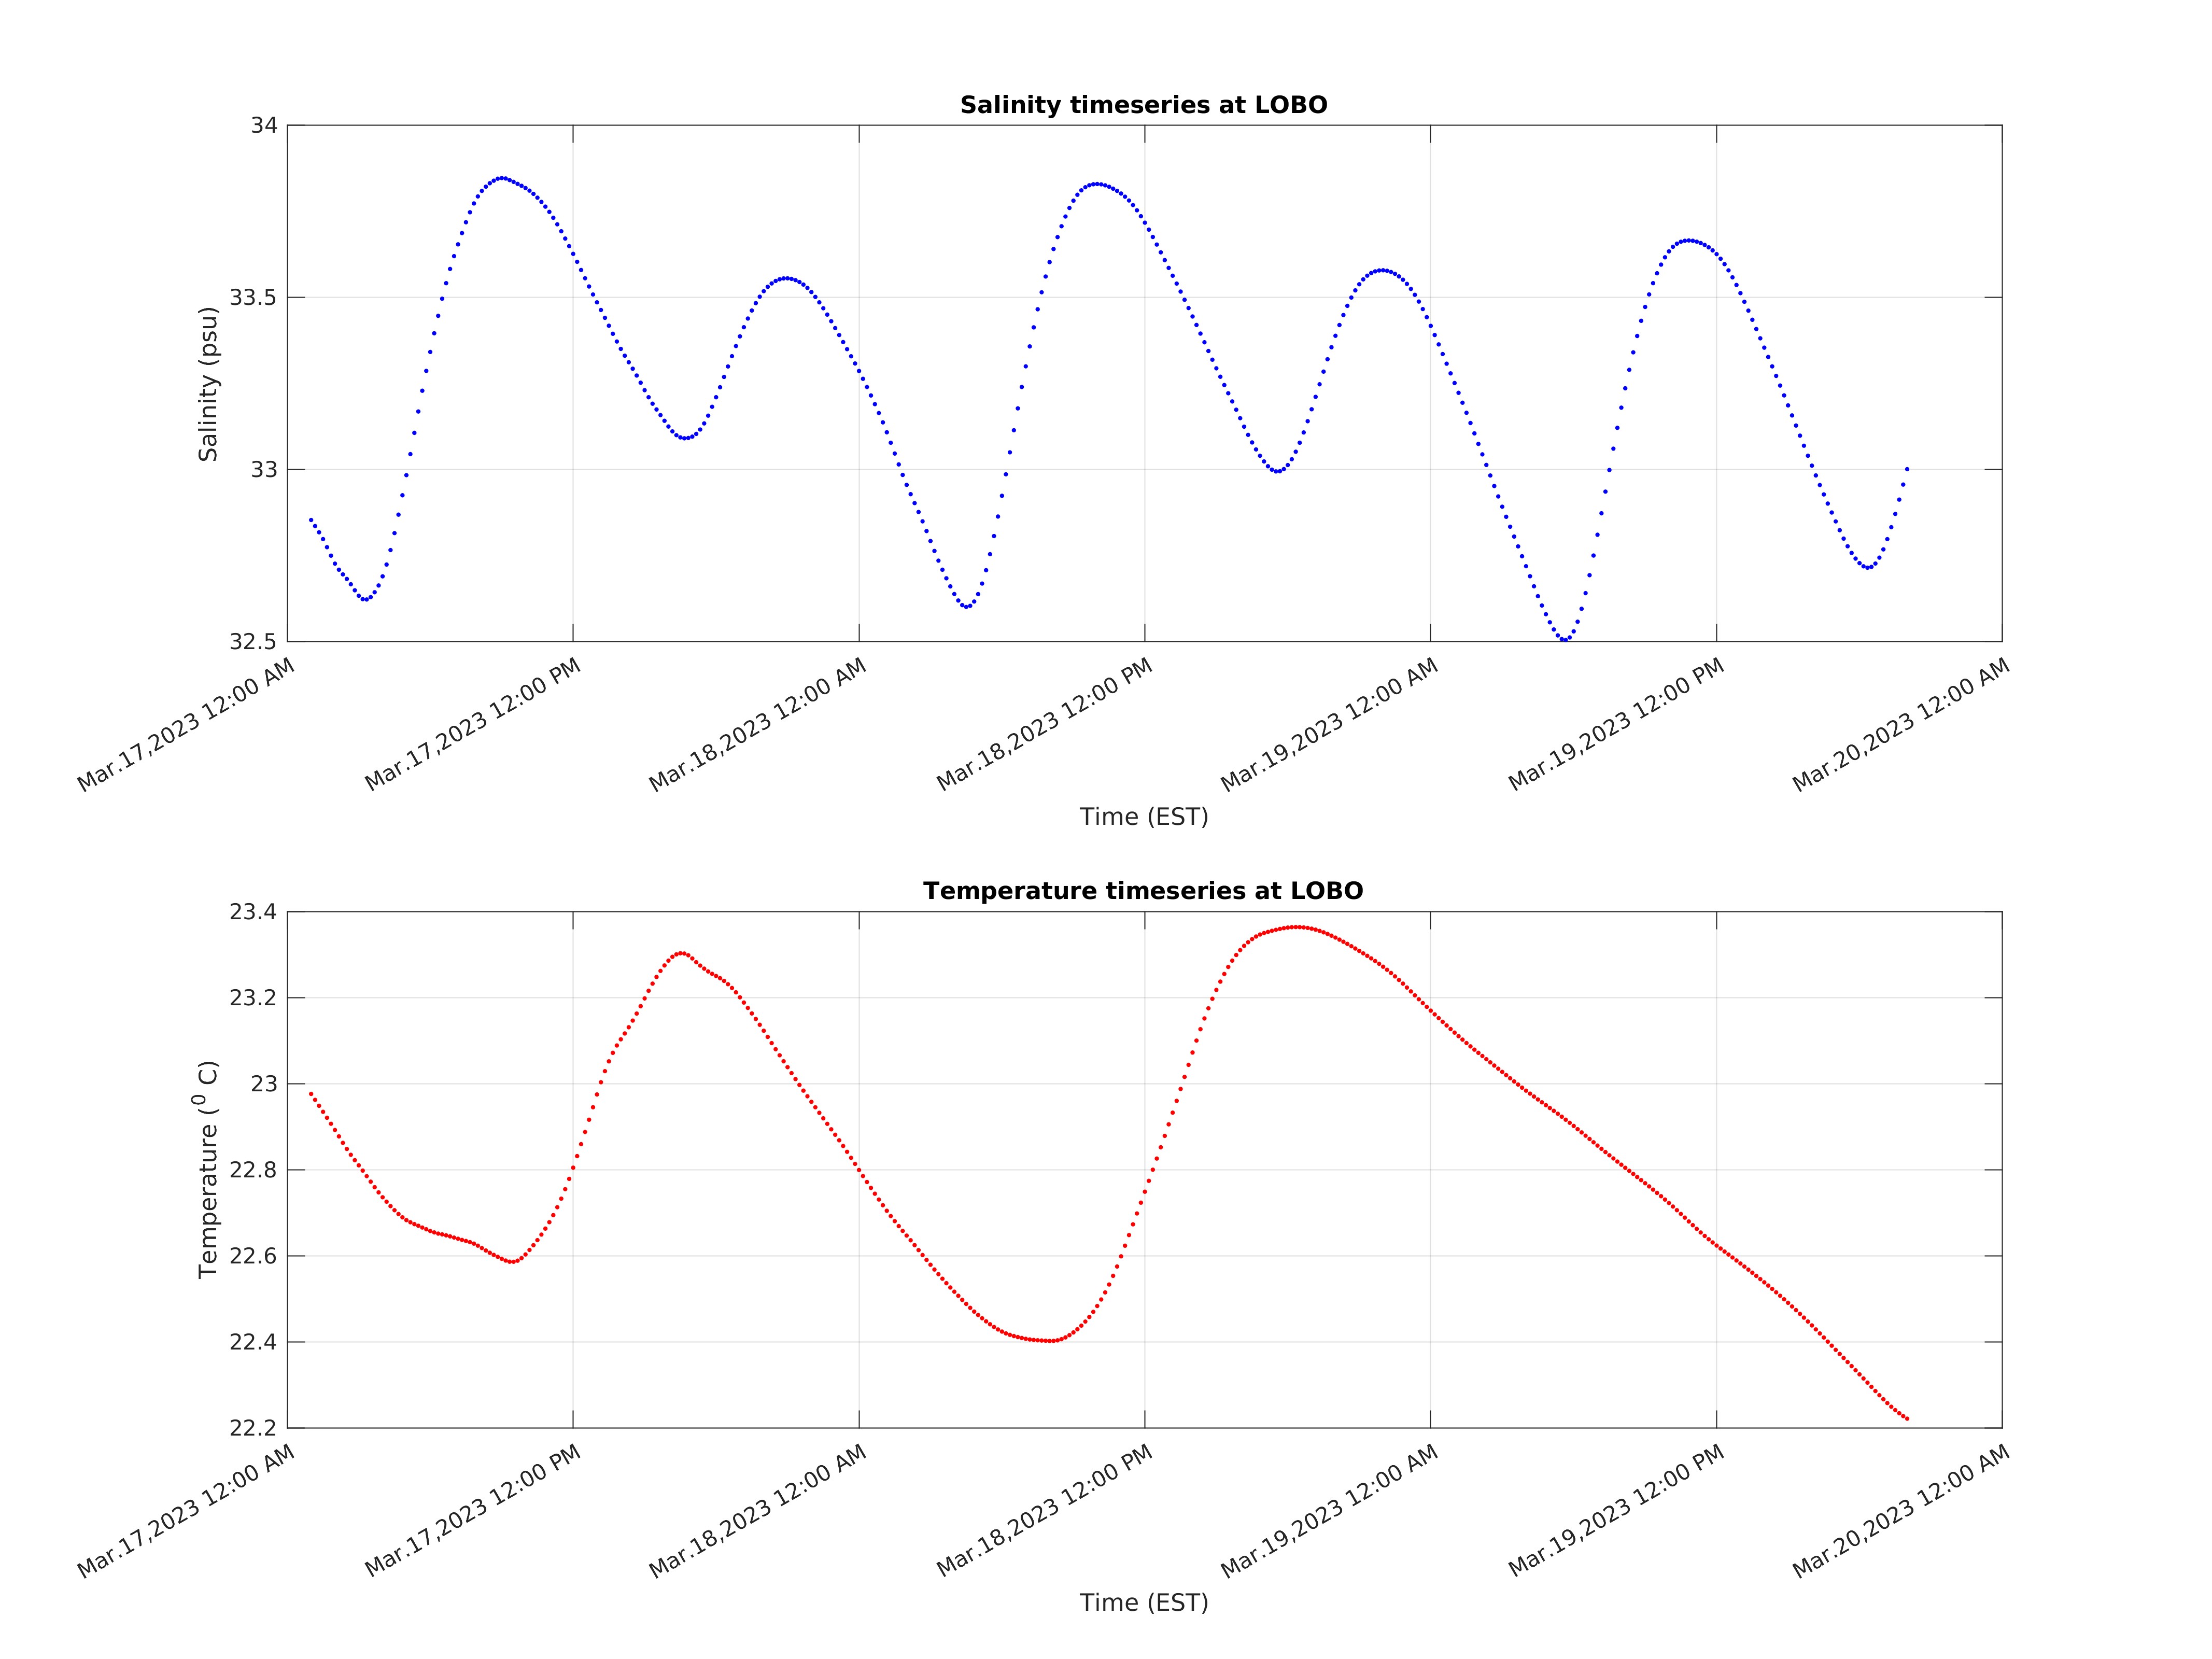 Salinity timeseries at LOBO
34
33.5
33
32.5
Salinity (psu)
Mar.17,2023 12:00 AM
Mar.17,2023 12:00 PM
Mar.18,2023 12:00 AM
Mar.18,2023 12:00 PM
Mar.19,2023 12:00 AM
Mar.19,2023 12:00 PM
Mar.20,2023 12:00 AM
Time (EST)
Temperature timeseries at LOBO
23.4
23.2
23
22.8
22.6
22.4
22.2
Temperature (⁰ C)
Mar.17,2023 12:00 AM
Mar.17,2023 12:00 PM
Mar.18,2023 12:00 AM
Mar.18,2023 12:00 PM
Mar.19,2023 12:00 AM
Mar.19,2023 12:00 PM
Mar.20,2023 12:00 AM
Time (EST)